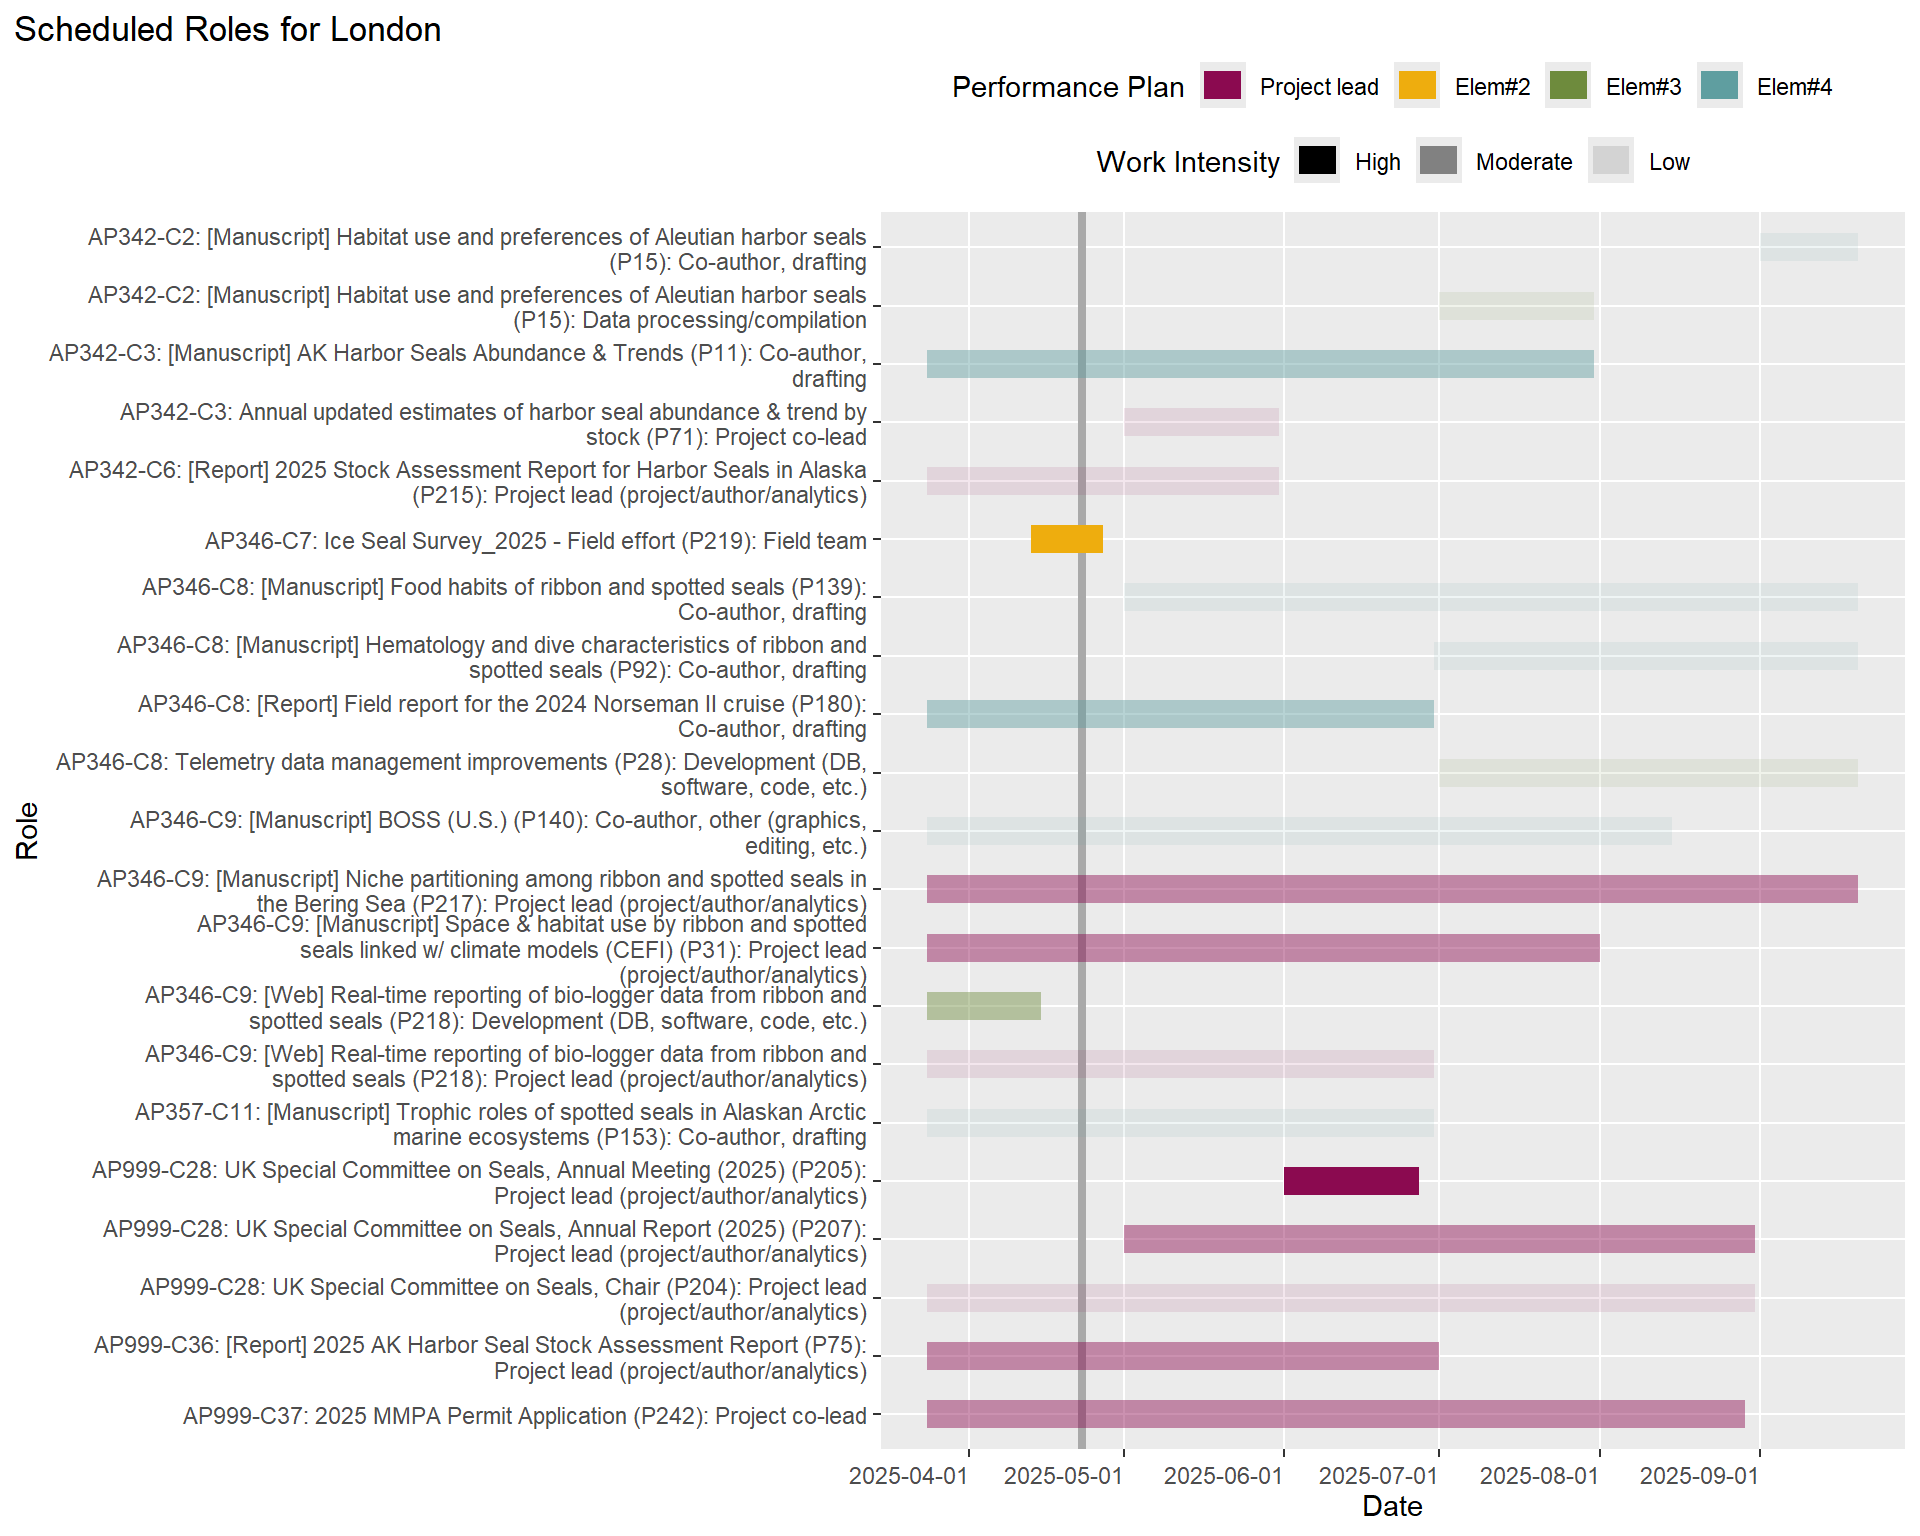 Scheduled Roles for London
Performance Plan Project lead Elem#2 Elem#3 Elem#4
Work Intensity High Moderate Low
AP342-C2: [Manuscript] Habitat use and preferences of Aleutian harbor seals
(P15): Co-author, drafting
AP342-C2: [Manuscript] Habitat use and preferences of Aleutian harbor seals
(P15): Data processing/compilation
AP342-C3: [Manuscript] AK Harbor Seals Abundance & Trends (P11): Co-author,
drafting
AP342-C3: Annual updated estimates of harbor seal abundance & trend by
stock (P71): Project co-lead
AP342-C6: [Report] 2025 Stock Assessment Report for Harbor Seals in Alaska
(P215): Project lead (project/author/analytics)
AP346-C7: Ice Seal Survey_2025 - Field effort (P219): Field team
AP346-C8: [Manuscript] Food habits of ribbon and spotted seals (P139):
Co-author, drafting
AP346-C8: [Manuscript] Hematology and dive characteristics of ribbon and
spotted seals (P92): Co-author, drafting
AP346-C8: [Report] Field report for the 2024 Norseman II cruise (P180):
Co-author, drafting
AP346-C8: Telemetry data management improvements (P28): Development (DB,
software, code, etc.)
AP346-C9: [Manuscript] BOSS (U.S.) (P140): Co-author, other (graphics,
editing, etc.)
AP346-C9: [Manuscript] Niche partitioning among ribbon and spotted seals in
the Bering Sea (P217): Project lead (project/author/analytics)
AP346-C9: [Manuscript] Space & habitat use by ribbon and spotted
seals linked w/ climate models (CEFI) (P31): Project lead
(project/author/analytics)
AP346-C9: [Web] Real-time reporting of bio-logger data from ribbon and
spotted seals (P218): Development (DB, software, code, etc.)
AP346-C9: [Web] Real-time reporting of bio-logger data from ribbon and
spotted seals (P218): Project lead (project/author/analytics)
AP357-C11: [Manuscript] Trophic roles of spotted seals in Alaskan Arctic
marine ecosystems (P153): Co-author, drafting
AP999-C28: UK Special Committee on Seals, Annual Meeting (2025) (P205):
Project lead (project/author/analytics)
AP999-C28: UK Special Committee on Seals, Annual Report (2025) (P207):
Project lead (project/author/analytics)
AP999-C28: UK Special Committee on Seals, Chair (P204): Project lead
(project/author/analytics)
AP999-C36: [Report] 2025 AK Harbor Seal Stock Assessment Report (P75):
Project lead (project/author/analytics)
AP999-C37: 2025 MMPA Permit Application (P242): Project co-lead
Role
2025-04-01 2025-05-01 2025-06-01 2025-07-01 2025-08-01 2025-09-01
Date